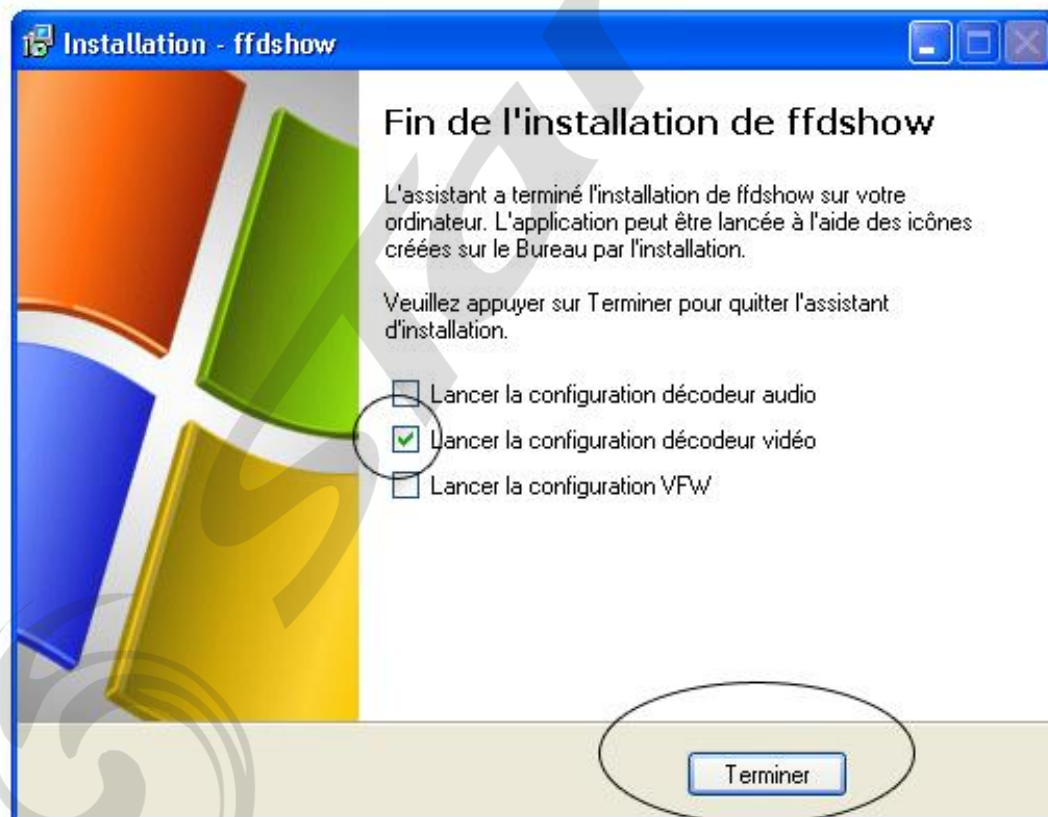 Installation - ffdshow
Fin de l'installation de ffdshow
L'assistant a terminé l'installation de ffdshow sur votre
ordinateur. L'application peut être lancée à l'aide des icônes
créées sur le Bureau par l'installation.
Veuillez appuyer sur Terminer pour quitter l'assistant
d'installation.
Lancer la configuration décodeur audio
Lancer la configuration décodeur vidéo
Lancer la configuration VFW
Terminer